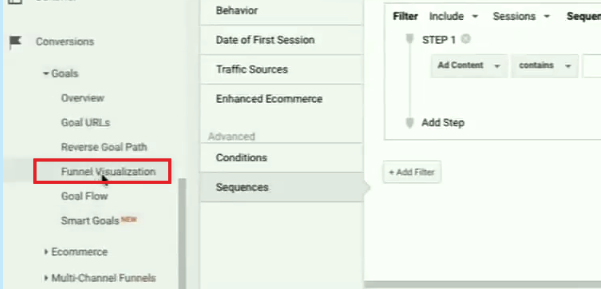 Conversions
Goals
Overview
Goal URLs
Reverse Goal Path
Funnel Visualization
Goal Flow
Smart Goals NEW
Ecommerce
Multi-Channel Funnels
Behavior
Date of First Session
Traffic Sources
Enhanced Ecommerce
Advanced
Conditions
Sequences
Filter Include Sessions
STEP 1
Ad Content contains
Add Step
+ Add Filter